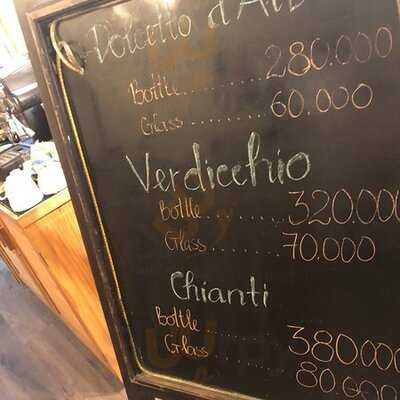 Dolcetto d'Alb
Bottle........ 280.000
Glass........ 60.000
Verdicchio
Bottle........ 320.000
Glass........ 70.000
Chianti
Bottle........ 380.000
Glass........ 80.000